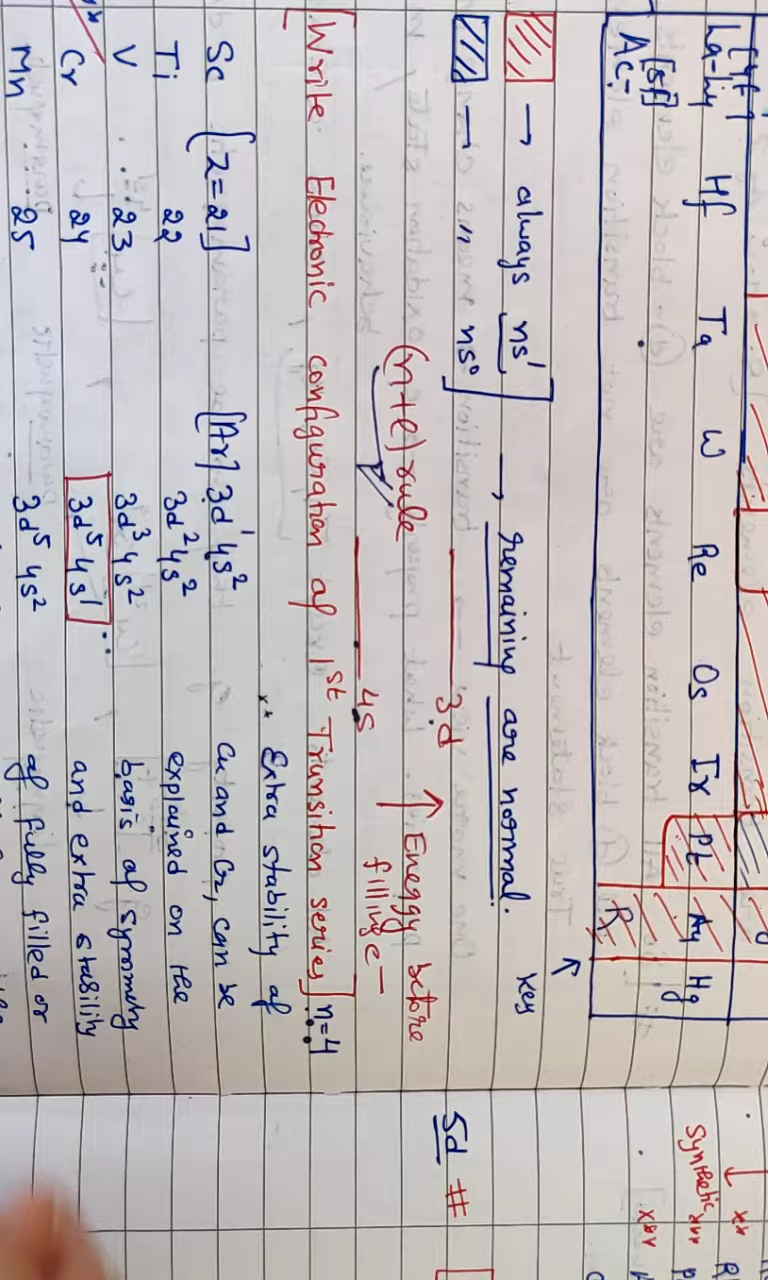 [4f]
La-Lu Hf Ta W Re Os Ir Pt Au Hg
[5f]
Ac- R
→ always ns¹
→ means ns⁰ → remaining are normal.
key
(n+l) rule
3d
4s
↑ Energy before
filling e–
[Write Electronic configuration of 1st Transition series] n=4
Sc [Z=21] [Ar] 3d¹ 4s²
Ti 22 3d² 4s²
V 23 3d³ 4s²
Cr 24 3d⁵ 4s¹
Mn 25 3d⁵ 4s²
** Extra stability of
Cu and Cr, can be
explained on the
basis of symmetry
and extra stability
of fully filled or
5d #
Synthetic